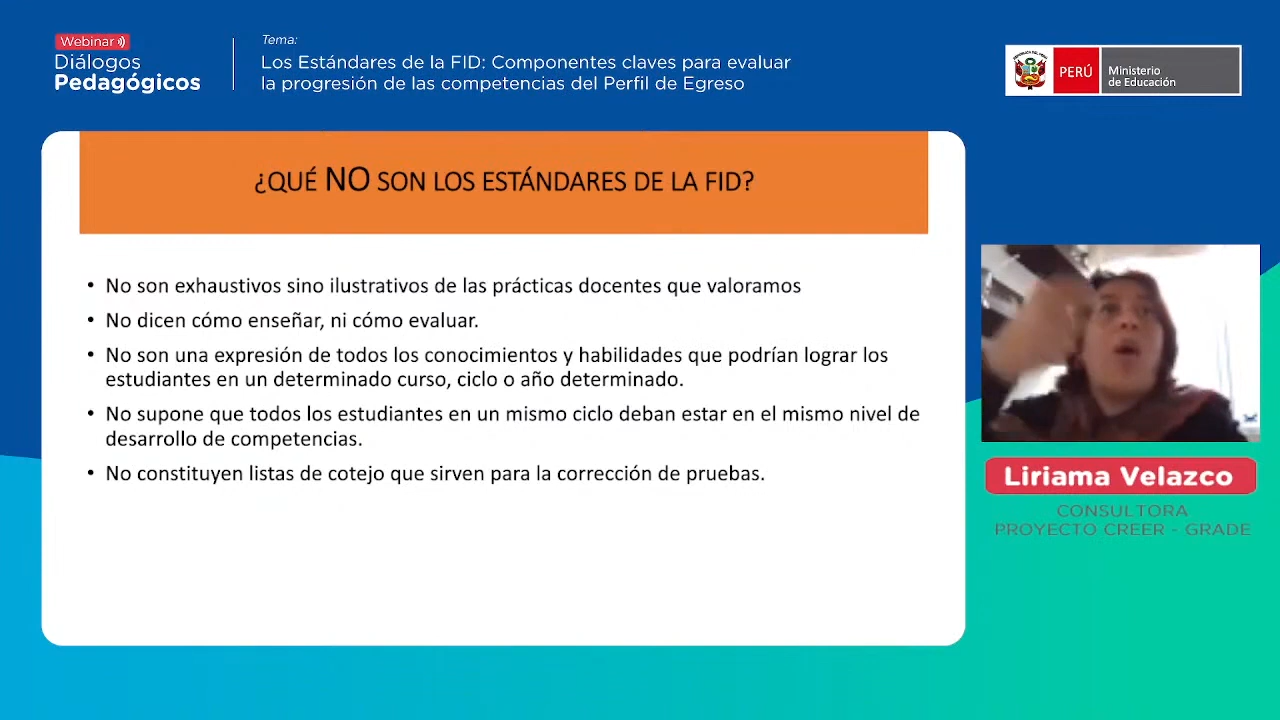 Webinar
Diálogos
Pedagógicos
Tema:
Los Estándares de la FID: Componentes claves para evaluar
la progresión de las competencias del Perfil de Egreso
PERÚ
Ministerio
de Educación
¿QUÉ NO SON LOS ESTÁNDARES DE LA FID?
• No son exhaustivos sino ilustrativos de las prácticas docentes que valoramos
• No dicen cómo enseñar, ni cómo evaluar.
• No son una expresión de todos los conocimientos y habilidades que podrían lograr los
estudiantes en un determinado curso, ciclo o año determinado.
• No supone que todos los estudiantes en un mismo ciclo deban estar en el mismo nivel de
desarrollo de competencias.
• No constituyen listas de cotejo que sirven para la corrección de pruebas.
Liriama Velazco
CONSULTORA
PROYECTO CREER - GRADE